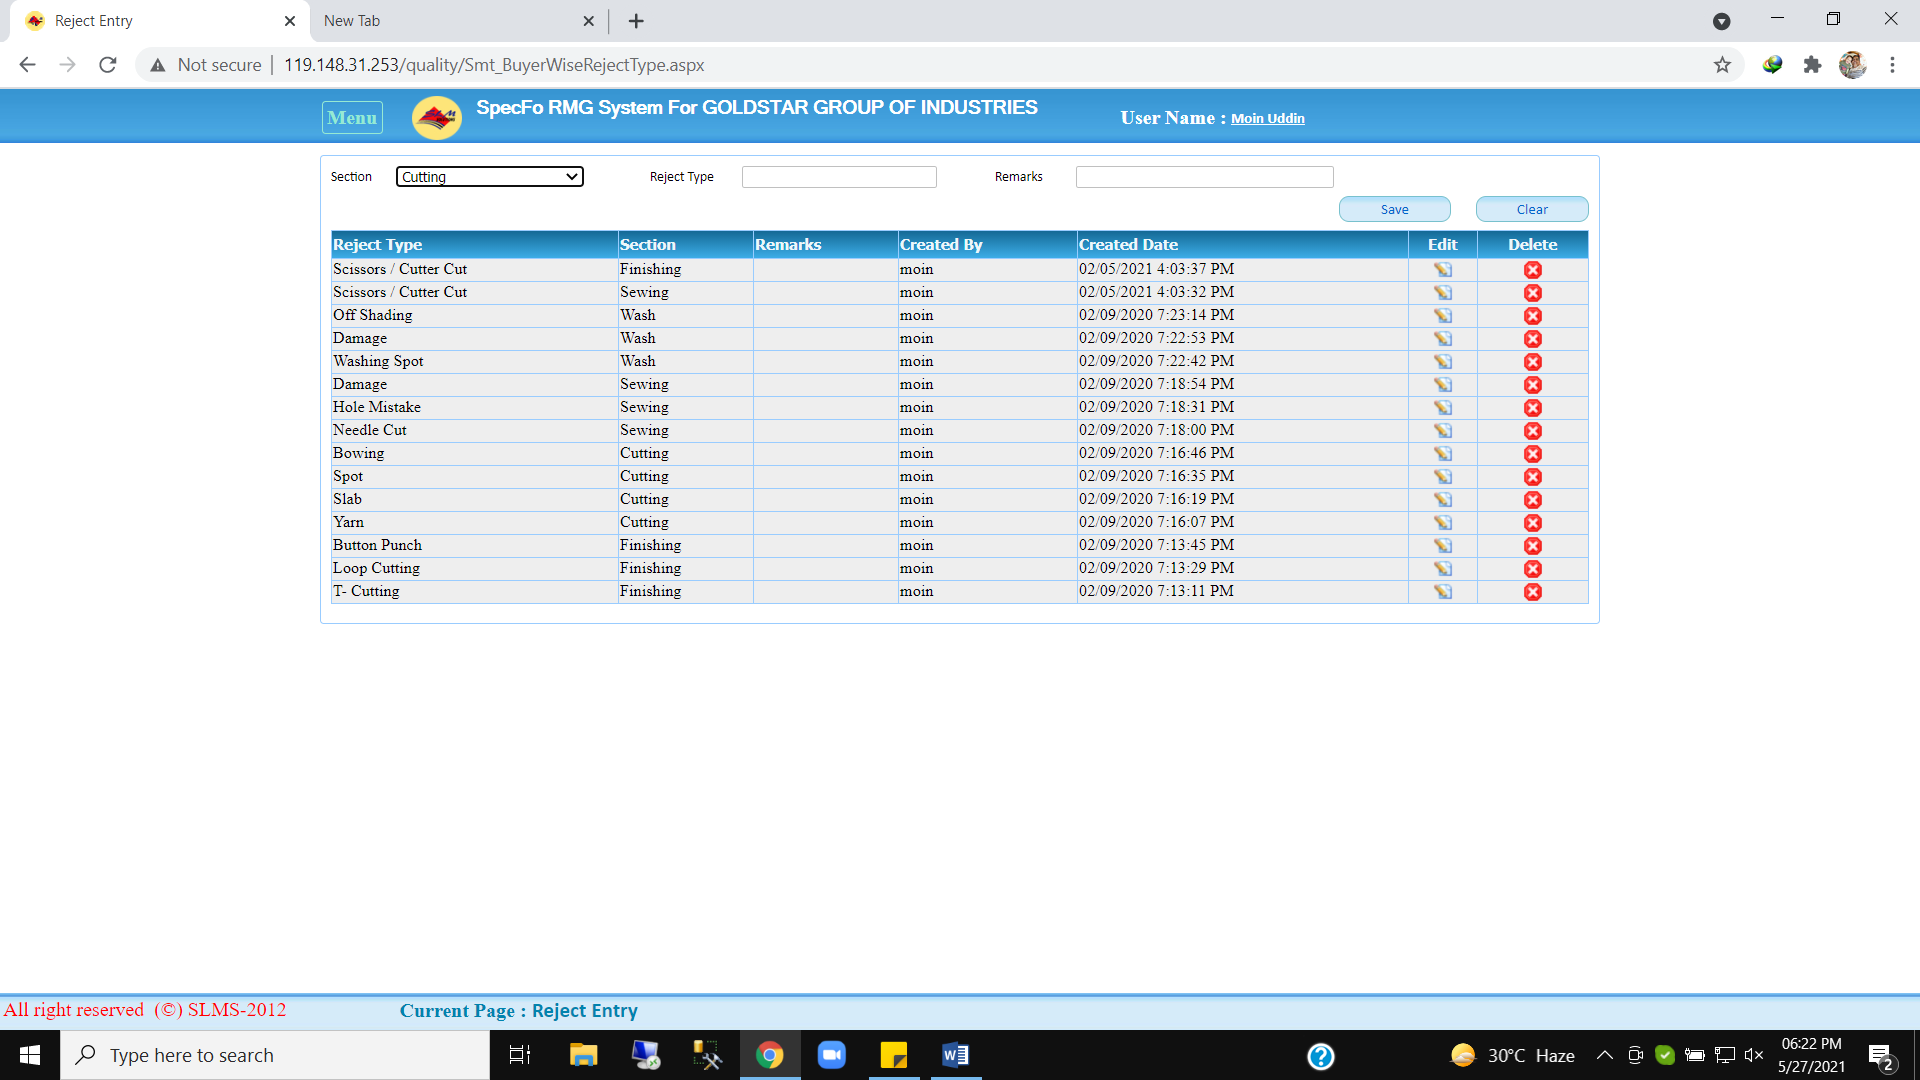 Reject Entry
New Tab
Not secure
119.148.31.253/quality/Smt_BuyerWiseRejectType.aspx
Menu
SpecFo RMG System For GOLDSTAR GROUP OF INDUSTRIES
User Name : Moin Uddin
Section Cutting Reject Type Remarks
Save Clear
Reject Type Section Remarks Created By Created Date Edit Delete
Scissors / Cutter Cut Finishing moin 02/05/2021 4:03:37 PM
Scissors / Cutter Cut Sewing moin 02/05/2021 4:03:32 PM
Off Shading Wash moin 02/09/2020 7:23:14 PM
Damage Wash moin 02/09/2020 7:22:53 PM
Washing Spot Wash moin 02/09/2020 7:22:42 PM
Damage Sewing moin 02/09/2020 7:18:54 PM
Hole Mistake Sewing moin 02/09/2020 7:18:31 PM
Needle Cut Sewing moin 02/09/2020 7:18:00 PM
Bowing Cutting moin 02/09/2020 7:16:46 PM
Spot Cutting moin 02/09/2020 7:16:35 PM
Slab Cutting moin 02/09/2020 7:16:19 PM
Yarn Cutting moin 02/09/2020 7:16:07 PM
Button Punch Finishing moin 02/09/2020 7:13:45 PM
Loop Cutting Finishing moin 02/09/2020 7:13:29 PM
T- Cutting Finishing moin 02/09/2020 7:13:11 PM
All right reserved (©) SLMS-2012
Current Page : Reject Entry
Type here to search
30°C Haze
06:22 PM
5/27/2021
2